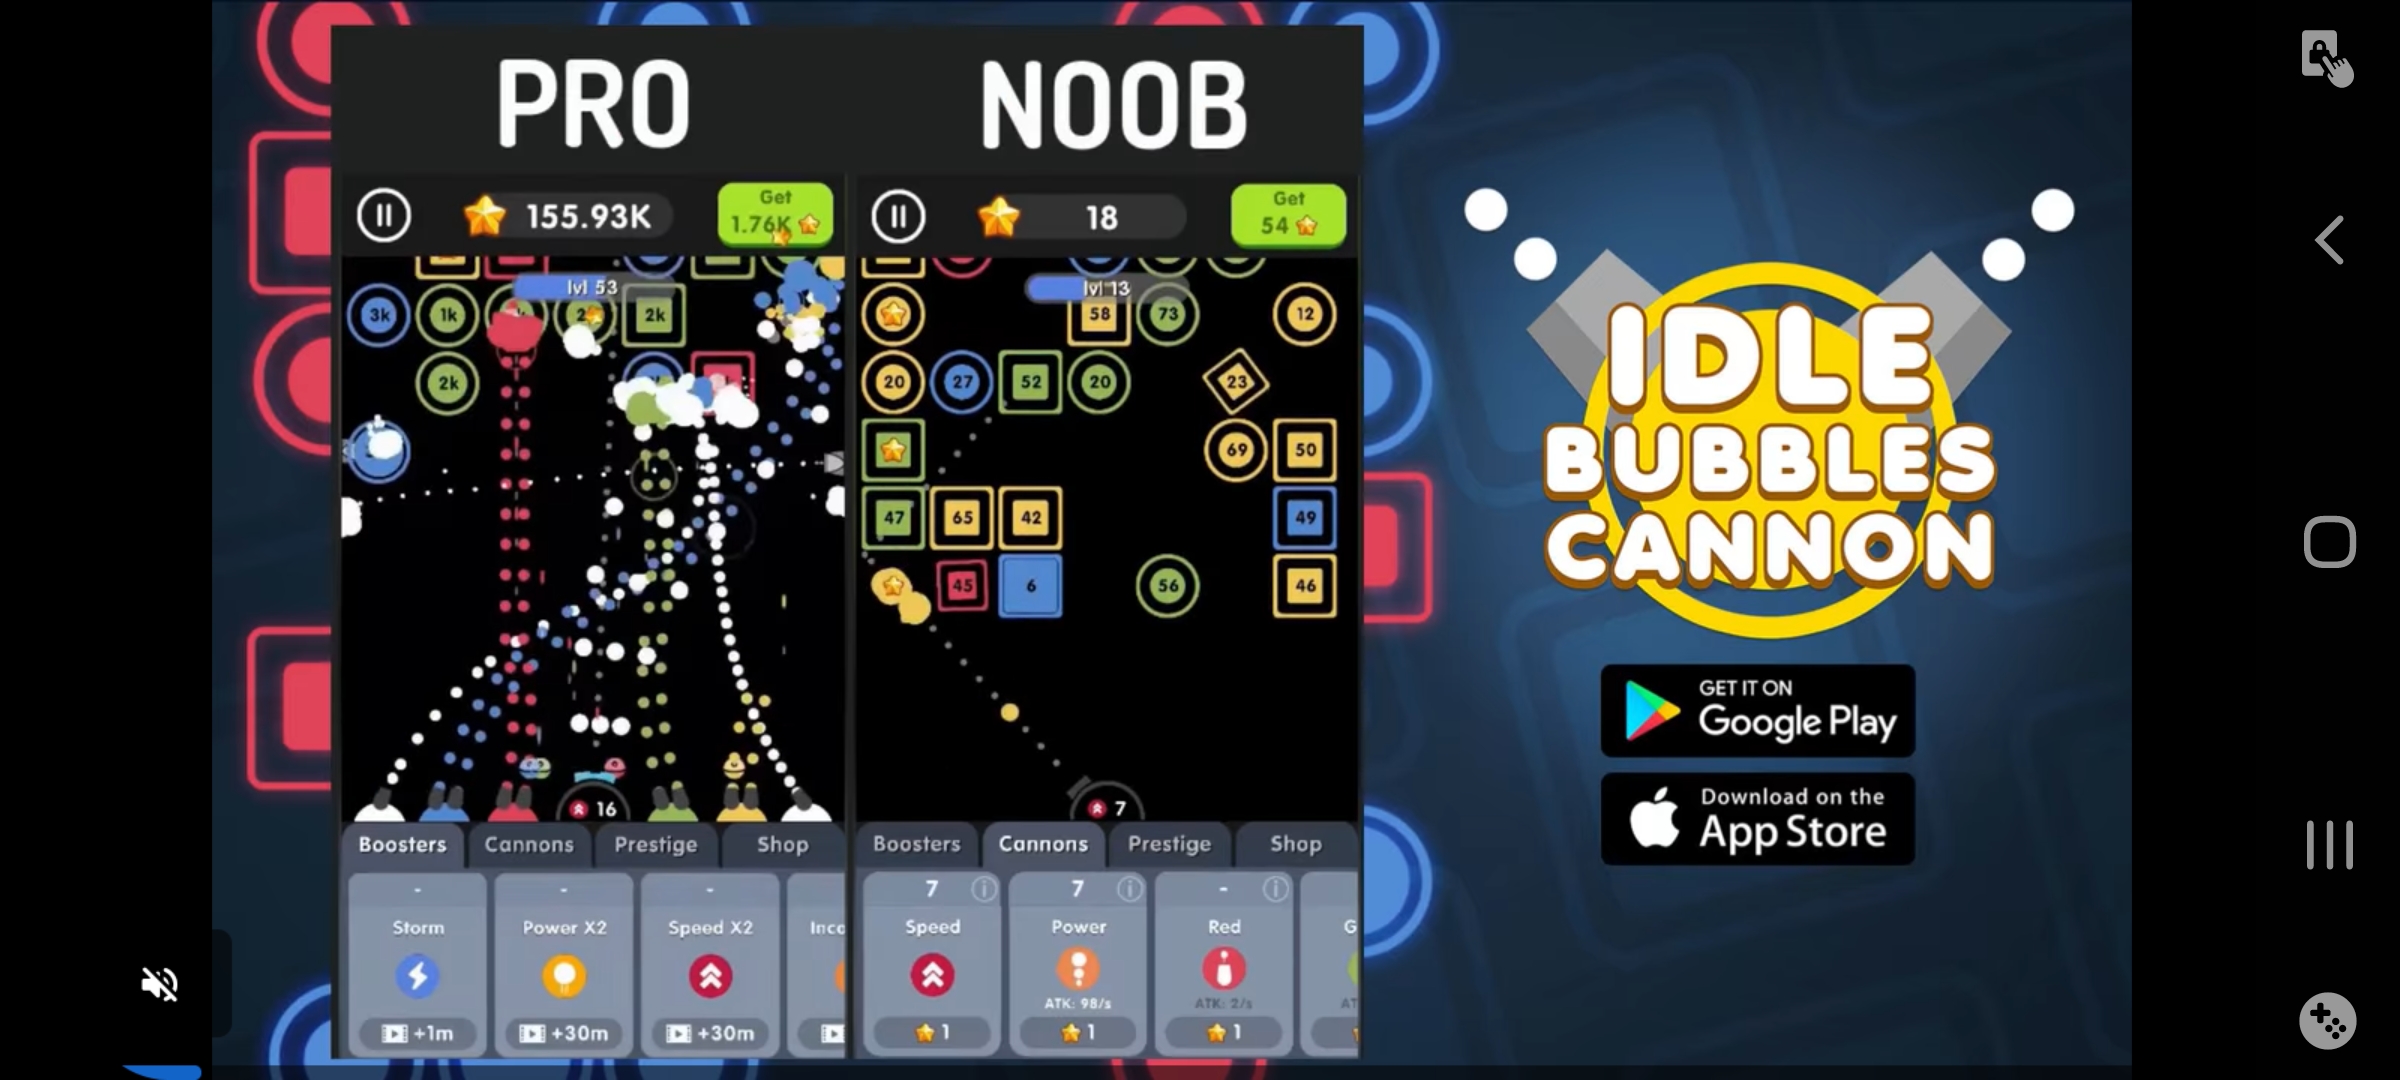 PRO
155.93K
Get
1.76K
lvl 53
3k
1k
2k
2k
16
Boosters
Cannons
Prestige
Shop
-
-
-
Storm
Power X2
Speed X2
+1m
+30m
+30m
NOOB
18
Get
54
lvl 13
58
73
12
20
27
52
20
23
69
50
47
65
42
49
45
6
56
46
7
Boosters
Cannons
Prestige
Shop
7
7
-
Speed
Power
Red
ATK: 98/s
ATK: 2/s
1
1
1
IDLE
BUBBLES
CANNON
GET IT ON
Google Play
Download on the
App Store